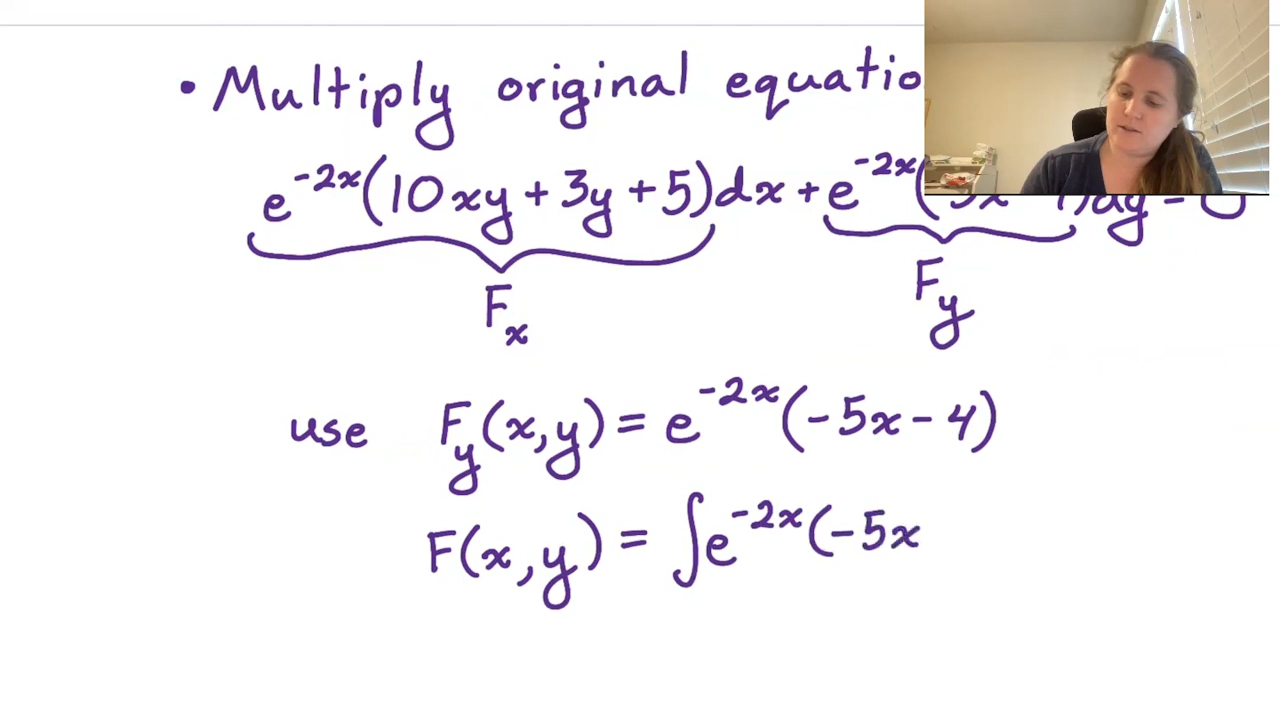 • Multiply original equatio
e^{-2x}(10xy + 3y + 5)dx + e^{-2x}(
F_x F_y
use F_y(x,y) = e^{-2x}(-5x - 4)
F(x,y) = ∫e^{-2x}(-5x